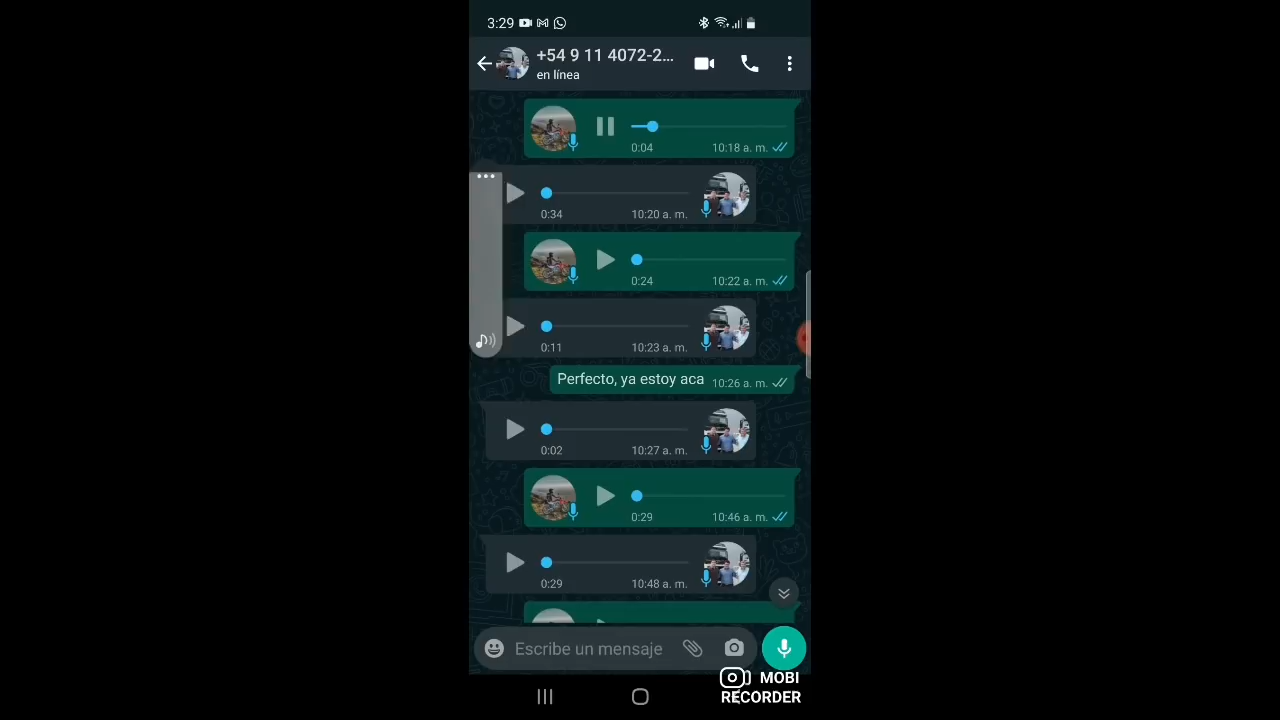 3:29
+54 9 11 4072-2...
en línea
0:04 10:18 a. m.
0:34 10:20 a. m.
0:24 10:22 a. m.
0:11 10:23 a. m.
Perfecto, ya estoy aca 10:26 a. m.
0:02 10:27 a. m.
0:29 10:46 a. m.
0:29 10:48 a. m.
Escribe un mensaje
MOBI
RECORDER